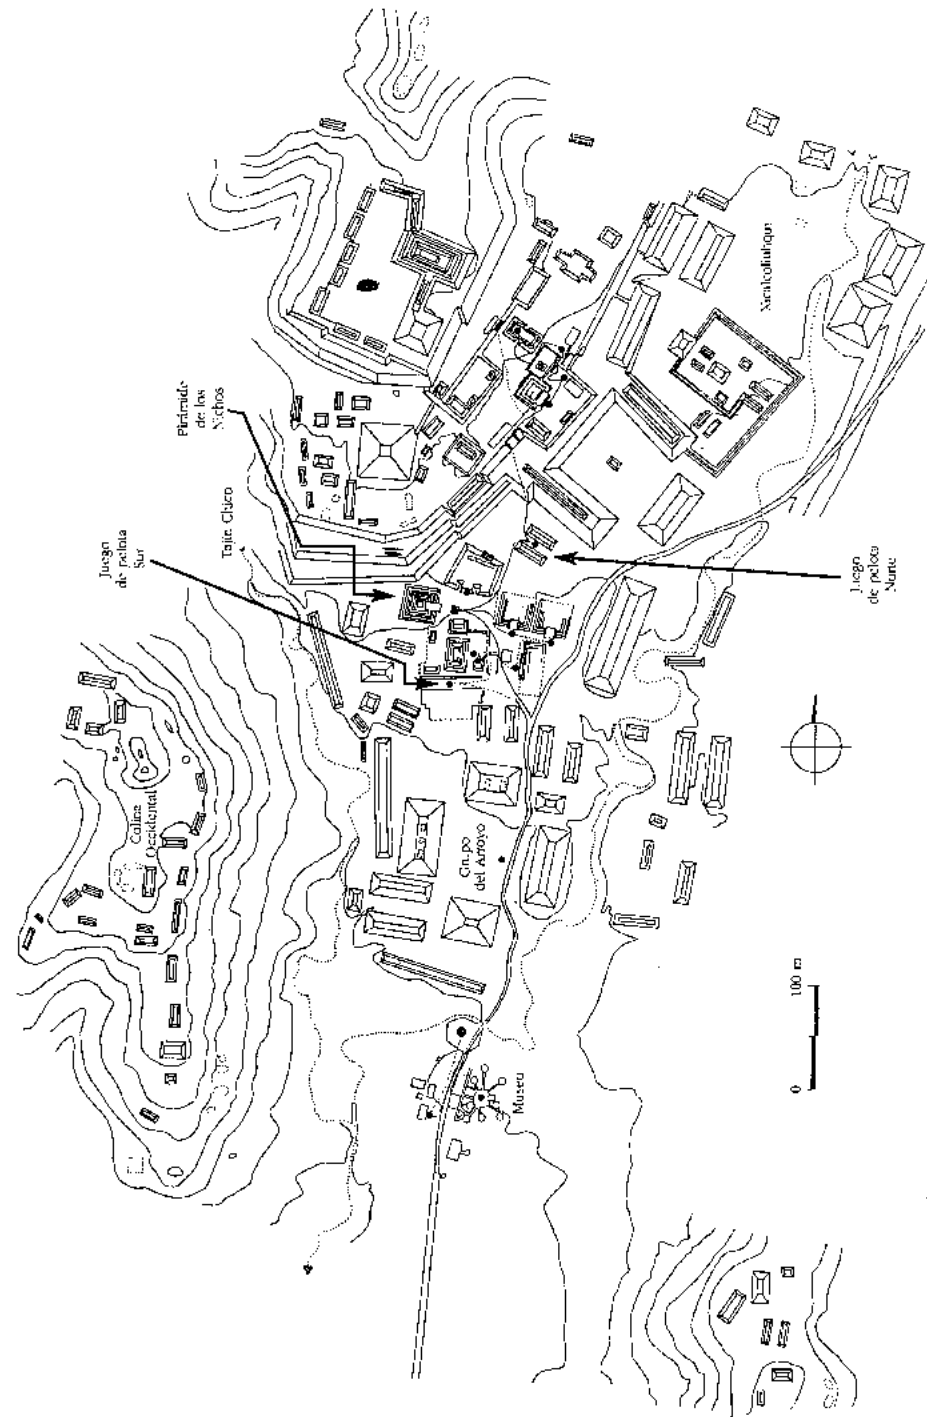 Colina
Occidental
Juego
de pelota
Sur
Pirámide
de los
Nichos
Tajín Chico
Grupo
del Arroyo
Museo
Xicalcoliuhqui
Juego
de pelota
Norte
0 100 m